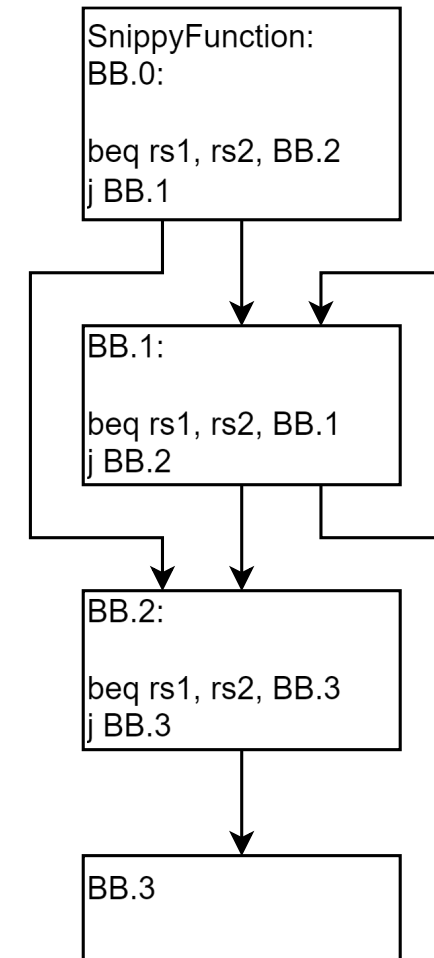 SnippyFunction:
BB.0:
beq rs1, rs2, BB.2
j BB.1
BB.1:
beq rs1, rs2, BB.1
j BB.2
BB.2:
beq rs1, rs2, BB.3
j BB.3
BB.3